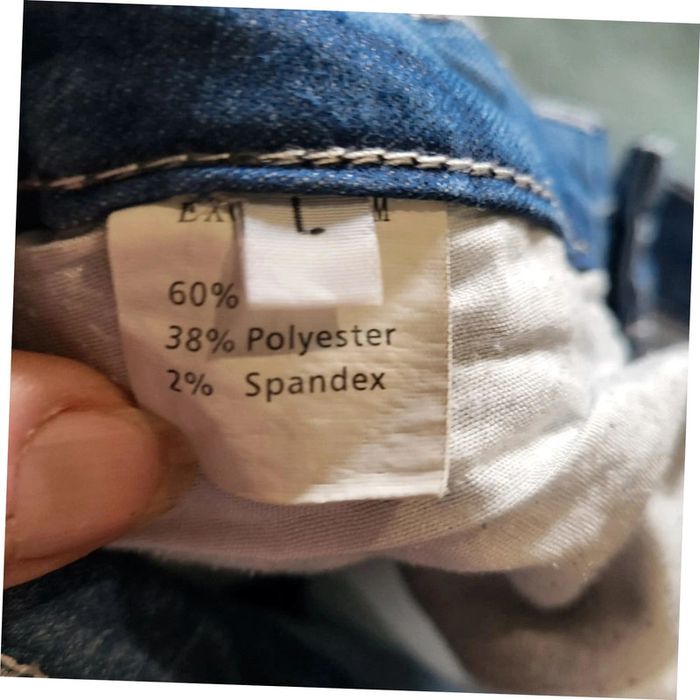 L
60%
38% Polyester
2% Spandex